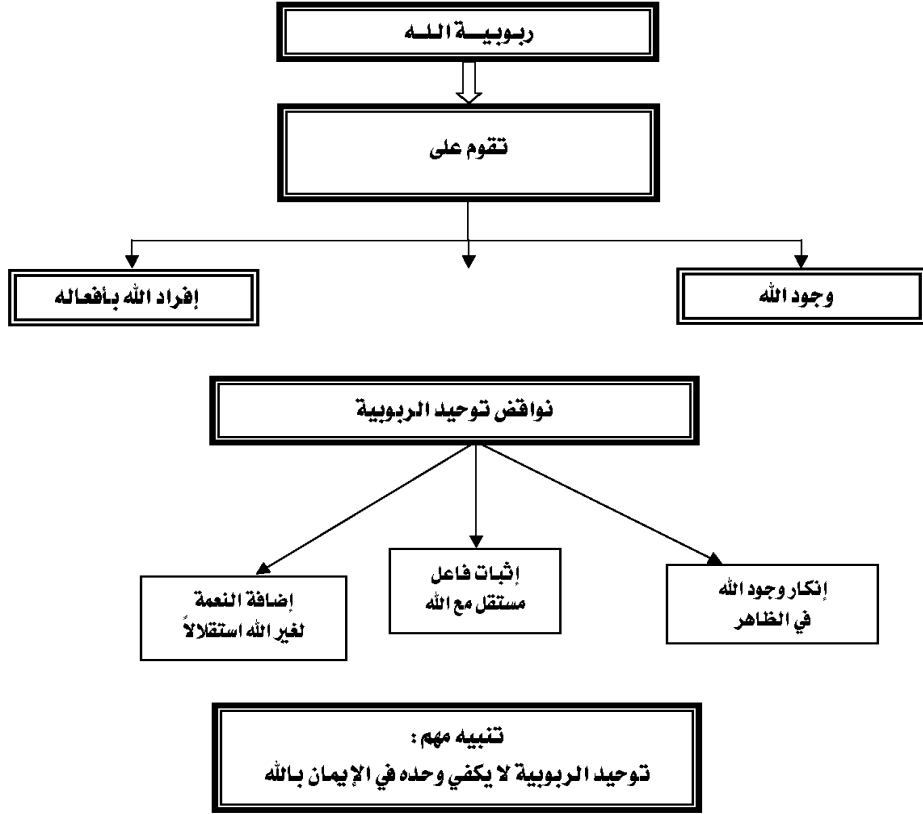 ربوبية الله
تقوم على
وجود الله
إفراد الله بأفعاله
نواقض توحيد الربوبية
إنكار وجود الله
في الظاهر
إثبات فاعل
مستقل مع الله
إضافة النعمة
لغير الله استقلالاً
تنبيه مهم :
توحيد الربوبية لا يكفي وحده في الإيمان بالله